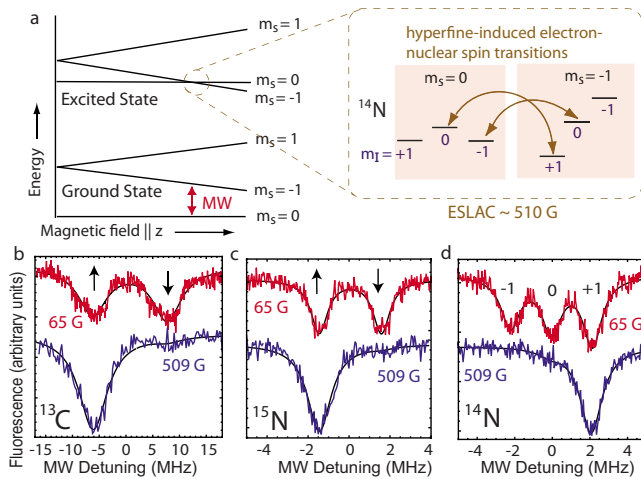 a
m_s = 1
m_s = 0
m_s = -1
Excited State
m_s = 1
Ground State
m_s = -1
MW
m_s = 0
Energy
Magnetic field || z
hyperfine-induced electron-
nuclear spin transitions
m_s = 0
m_s = -1
¹⁴N
-1
0
0
m_I = +1
-1
+1
ESLAC ~ 510 G
Fluorescence (arbitrary units)
b
65 G
509 G
¹³C
-15 -10 -5 0 5 10 15
MW Detuning (MHz)
c
65 G
509 G
¹⁵N
-4 -2 0 2 4
MW Detuning (MHz)
d
-1 0 +1
65 G
509 G
¹⁴N
-4 -2 0 2 4
MW Detuning (MHz)